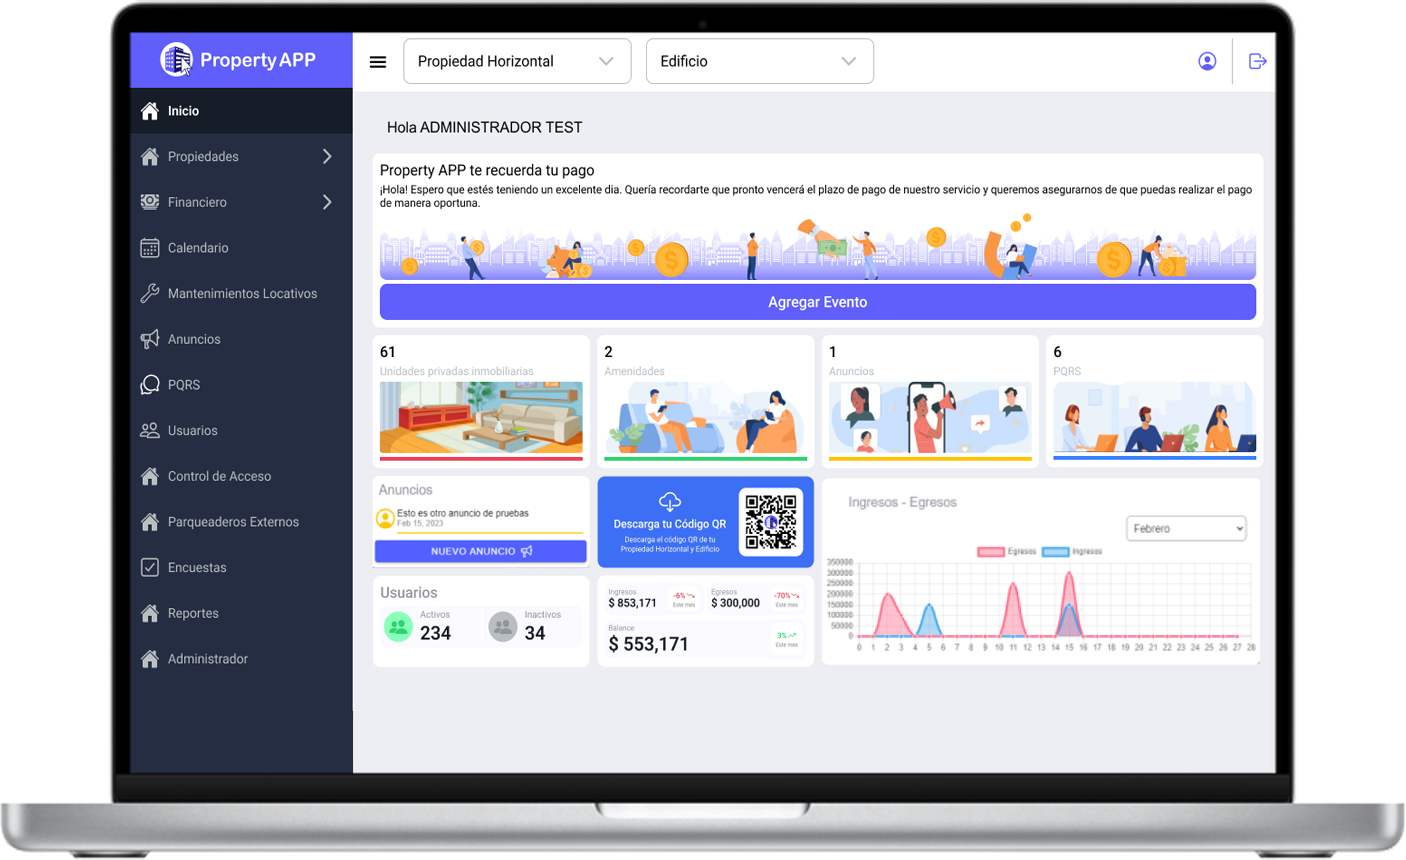 Property APP
Propiedad Horizontal
Edificio
Inicio
Propiedades
Financiero
Calendario
Mantenimientos Locativos
Anuncios
PQRS
Usuarios
Control de Acceso
Parqueaderos Externos
Encuestas
Reportes
Administrador
Hola ADMINISTRADOR TEST
Property APP te recuerda tu pago
¡Hola! Espero que estés teniendo un excelente dia. Quería recordarte que pronto vencerá el plazo de pago de nuestro servicio y queremos asegurarnos de que puedas realizar el pago
de manera oportuna.
Agregar Evento
61
Unidades privadas inmobiliarias
2
Amenidades
1
Anuncios
6
PQRS
Anuncios
Esto es otro anuncio de pruebas
Feb 15, 2023
NUEVO ANUNCIO
Descarga tu Código QR
Descarga el código QR de tu
Propiedad Horizontal y Edificio
Usuarios
Activos
234
Inactivos
34
Ingresos
$ 853,171
-6%
Este mes
Egresos
$ 300,000
-70%
Este mes
Balance
$ 553,171
3%
Este mes
Ingresos - Egresos
Febrero
Egresos Ingresos
350000
300000
250000
200000
150000
100000
50000
0
0 1 2 3 4 5 6 7 8 9 10 11 12 13 14 15 16 17 18 19 20 21 22 23 24 25 26 27 28